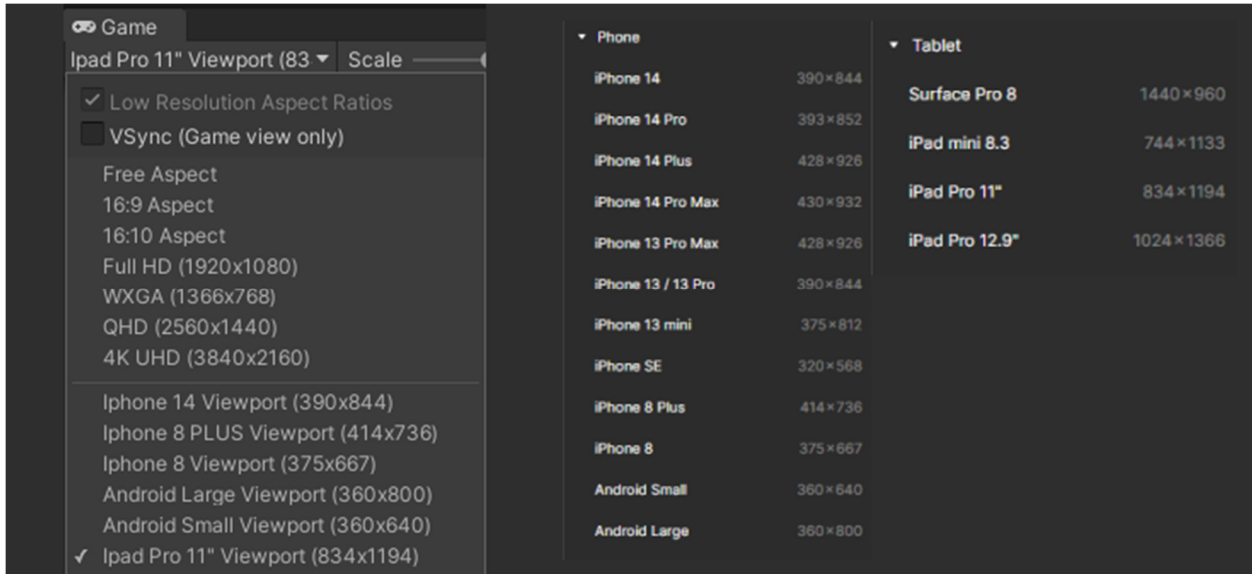 Game
Ipad Pro 11" Viewport (83 Scale
Low Resolution Aspect Ratios
VSync (Game view only)
Free Aspect
16:9 Aspect
16:10 Aspect
Full HD (1920x1080)
WXGA (1366x768)
QHD (2560x1440)
4K UHD (3840x2160)
Iphone 14 Viewport (390x844)
Iphone 8 PLUS Viewport (414x736)
Iphone 8 Viewport (375x667)
Android Large Viewport (360x800)
Android Small Viewport (360x640)
Ipad Pro 11" Viewport (834x1194)
Phone
iPhone 14 390×844
iPhone 14 Pro 393×852
iPhone 14 Plus 428×926
iPhone 14 Pro Max 430×932
iPhone 13 Pro Max 428×926
iPhone 13 / 13 Pro 390×844
iPhone 13 mini 375×812
iPhone SE 320×568
iPhone 8 Plus 414×736
iPhone 8 375×667
Android Small 360×640
Android Large 360×800
Tablet
Surface Pro 8 1440×960
iPad mini 8.3 744×1133
iPad Pro 11" 834×1194
iPad Pro 12.9" 1024×1366